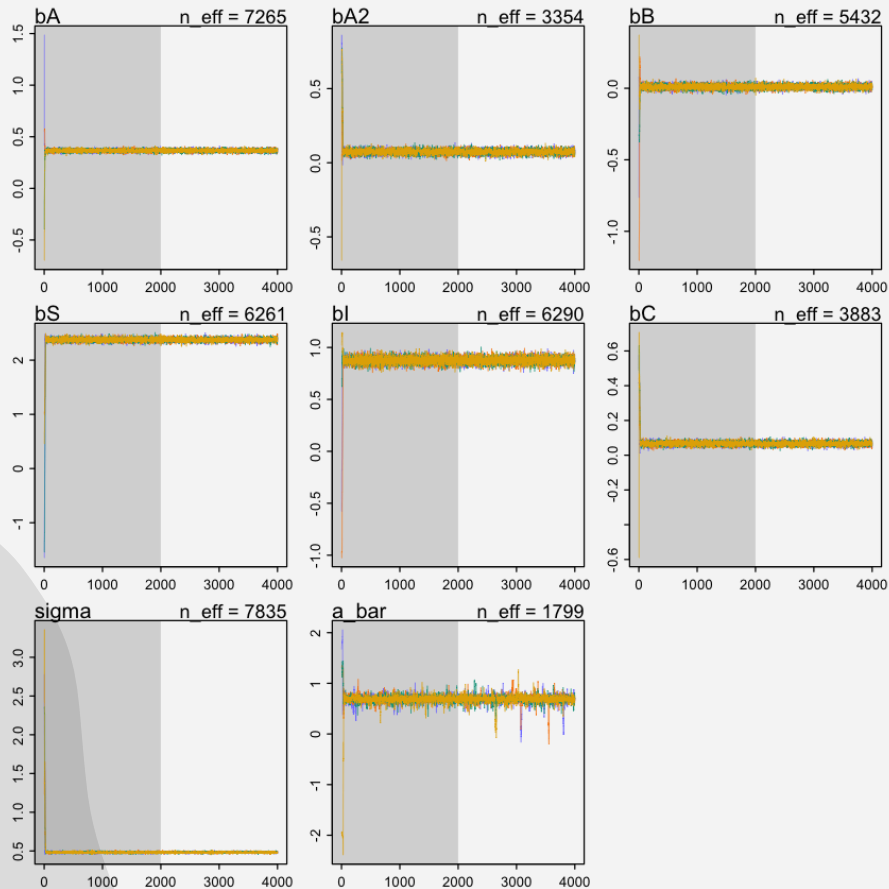 bA n_eff = 7265
1.5
1.0
0.5
0.0
-0.5
0 1000 2000 3000 4000
bA2 n_eff = 3354
0.5
0.0
-0.5
0 1000 2000 3000 4000
bB n_eff = 5432
0.0
-0.5
-1.0
0 1000 2000 3000 4000
bS n_eff = 6261
2
1
0
-1
0 1000 2000 3000 4000
bI n_eff = 6290
1.0
0.5
0.0
-0.5
-1.0
0 1000 2000 3000 4000
bC n_eff = 3883
0.6
0.4
0.2
0.0
-0.2
-0.6
0 1000 2000 3000 4000
sigma n_eff = 7835
3.0
2.5
2.0
1.5
1.0
0.5
0 1000 2000 3000 4000
a_bar n_eff = 1799
2
1
0
-1
-2
0 1000 2000 3000 4000